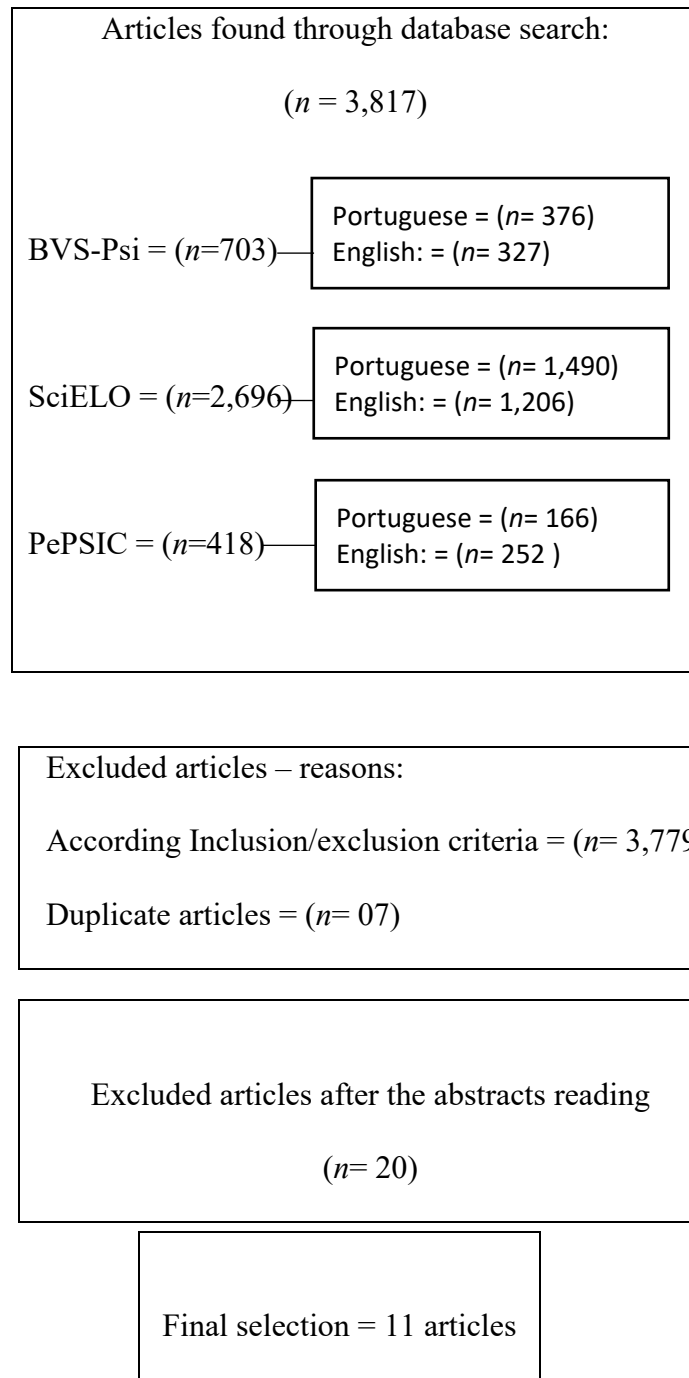 Articles found through database search:
(n = 3,817)
Portuguese = (n= 376)
BVS-Psi = (n=703)
English: = (n= 327)
Portuguese = (n= 1,490)
SciELO = (n=2,696)
English: = (n= 1,206)
Portuguese = (n= 166)
PePSIC = (n=418)
English: = (n= 252 )
Excluded articles – reasons:
According Inclusion/exclusion criteria = (n= 3,779
Duplicate articles = (n= 07)
Excluded articles after the abstracts reading
(n= 20)
Final selection = 11 articles